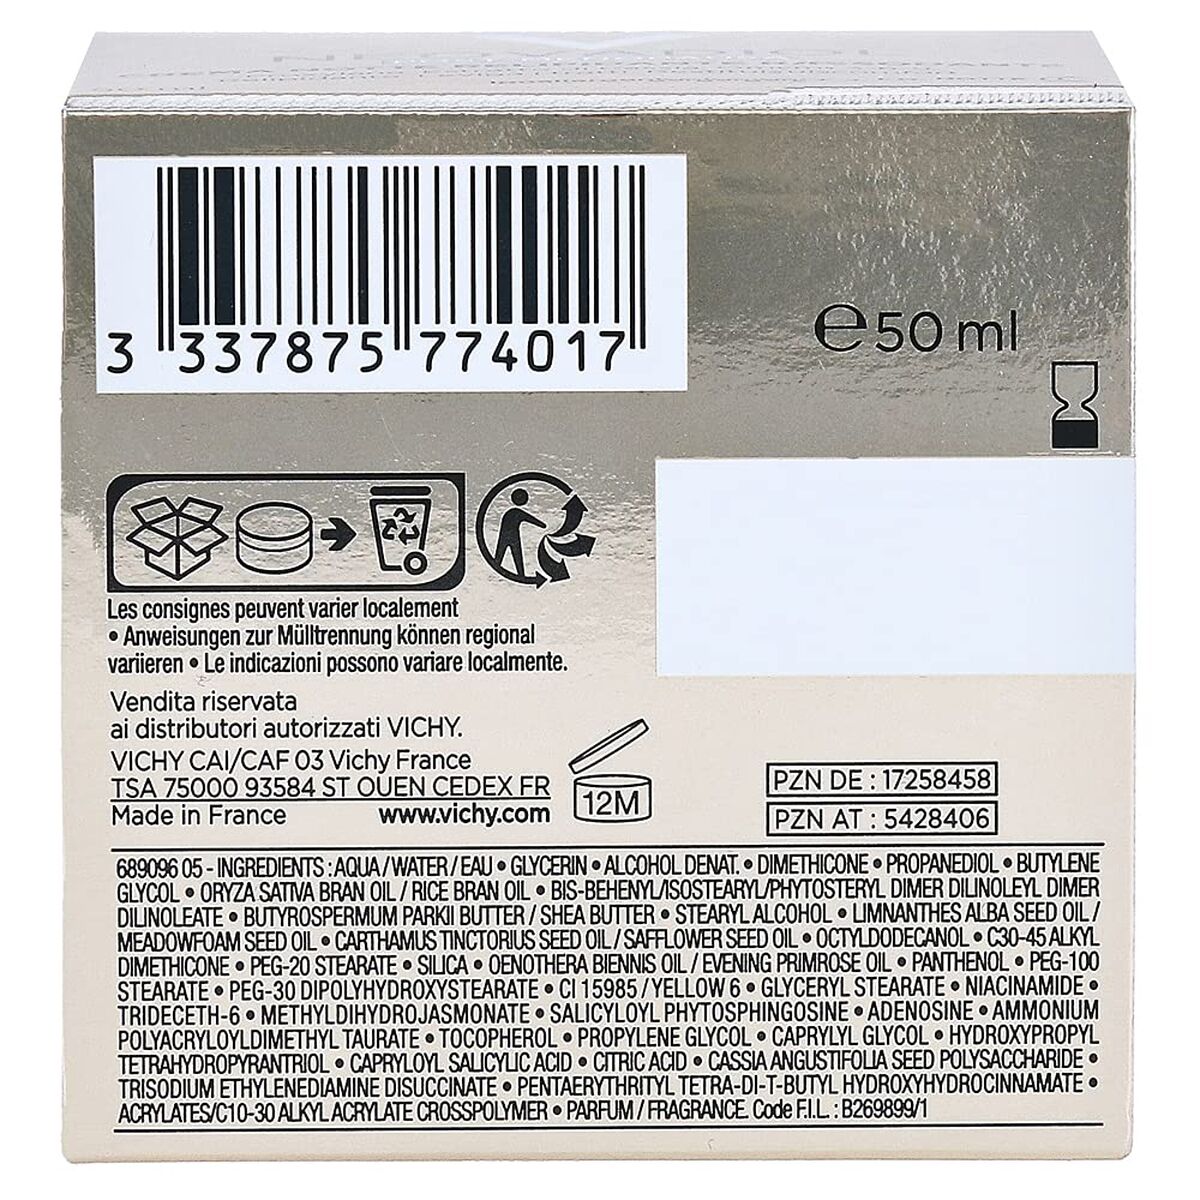 NEOVADIOL
3 337875 774017
℮50 ml
Les consignes peuvent varier localement
• Anweisungen zur Mülltrennung können regional
variieren • Le indicazioni possono variare localmente.
Vendita riservata
ai distributori autorizzati VICHY.
VICHY CAI/CAF 03 Vichy France
TSA 75000 93584 ST OUEN CEDEX FR
Made in France www.vichy.com
12M
PZN DE : 17258458
PZN AT : 5428406
689096 05 - INGREDIENTS : AQUA / WATER / EAU • GLYCERIN • ALCOHOL DENAT. • DIMETHICONE • PROPANEDIOL • BUTYLENE
GLYCOL • ORYZA SATIVA BRAN OIL / RICE BRAN OIL • BIS-BEHENYL/ISOSTEARYL/PHYTOSTERYL DIMER DILINOLEYL DIMER
DILINOLEATE • BUTYROSPERMUM PARKII BUTTER / SHEA BUTTER • STEARYL ALCOHOL • LIMNANTHES ALBA SEED OIL /
MEADOWFOAM SEED OIL • CARTHAMUS TINCTORIUS SEED OIL / SAFFLOWER SEED OIL • OCTYLDODECANOL • C30-45 ALKYL
DIMETHICONE • PEG-20 STEARATE • SILICA • OENOTHERA BIENNIS OIL / EVENING PRIMROSE OIL • PANTHENOL • PEG-100
STEARATE • PEG-30 DIPOLYHYDROXYSTEARATE • CI 15985 / YELLOW 6 • GLYCERYL STEARATE • NIACINAMIDE •
TRIDECETH-6 • METHYLDIHYDROJASMONATE • SALICYLOYL PHYTOSPHINGOSINE • ADENOSINE • AMMONIUM
POLYACRYLOYLDIMETHYL TAURATE • TOCOPHEROL • PROPYLENE GLYCOL • CAPRYLYL GLYCOL • HYDROXYPROPYL
TETRAHYDROPYRANTRIOL • CAPRYLOYL SALICYLIC ACID • CITRIC ACID • CASSIA ANGUSTIFOLIA SEED POLYSACCHARIDE •
TRISODIUM ETHYLENEDIAMINE DISUCCINATE • PENTAERYTHRITYL TETRA-DI-T-BUTYL HYDROXYHYDROCINNAMATE •
ACRYLATES/C10-30 ALKYL ACRYLATE CROSSPOLYMER • PARFUM / FRAGRANCE. Code F.I.L. : B269899/1